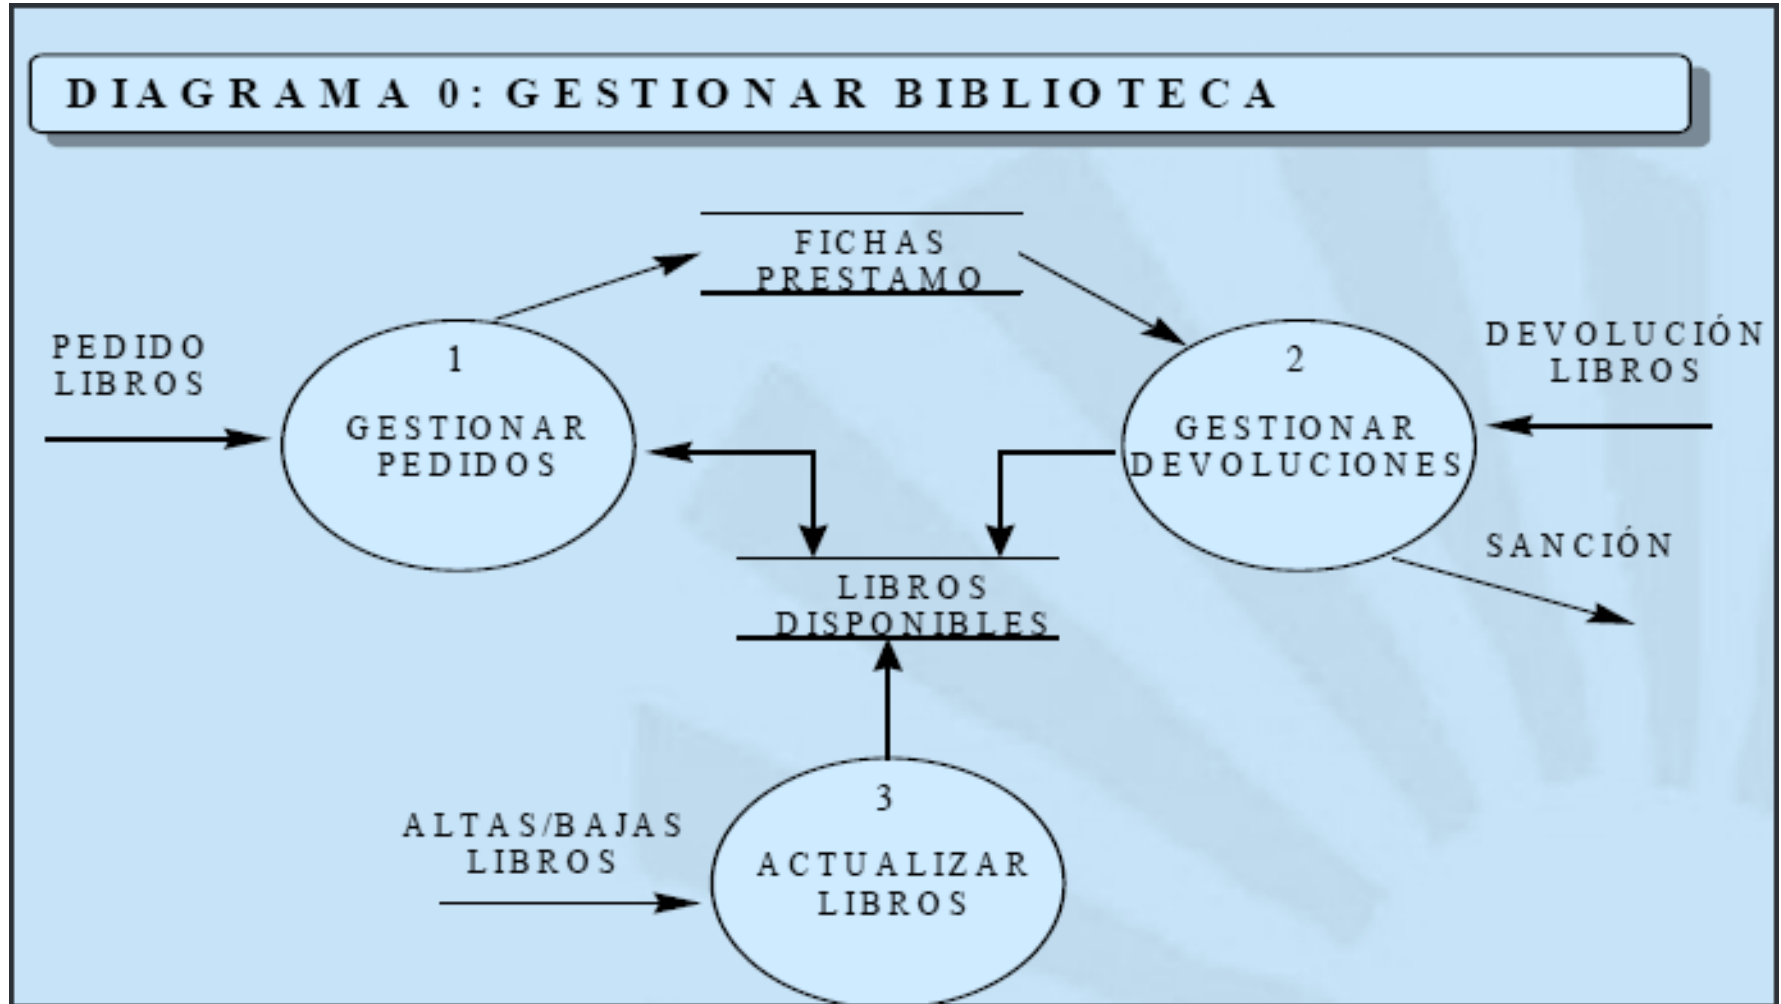 DIAGRAMA 0: GESTIONAR BIBLIOTECA
FICHAS
PRESTAMO
PEDIDO
LIBROS
1
GESTIONAR
PEDIDOS
2
GESTIONAR
DEVOLUCIONES
DEVOLUCIÓN
LIBROS
SANCIÓN
LIBROS
DISPONIBLES
ALTAS/BAJAS
LIBROS
3
ACTUALIZAR
LIBROS